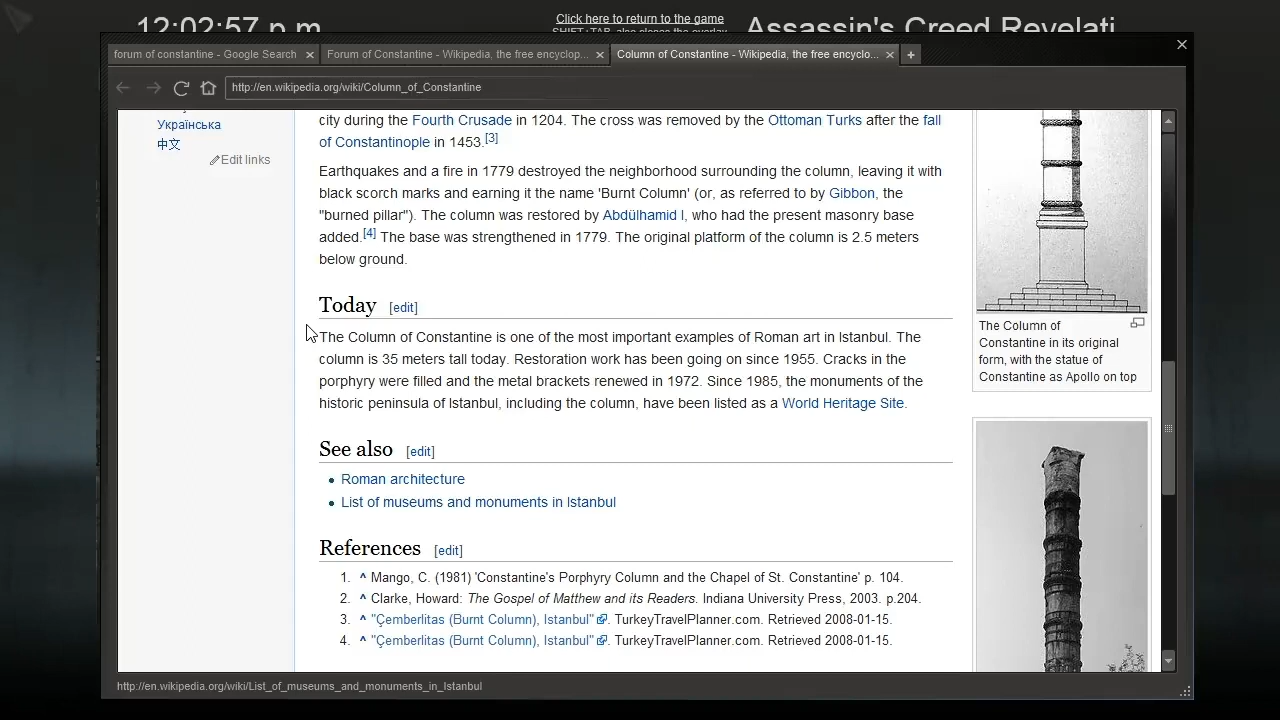 12:02:57 p.m
Click here to return to the game
SHIFT+TAB also closes the overlay
Assassin's Creed Revelati
forum of constantine - Google Search
Forum of Constantine - Wikipedia, the free encyclop...
Column of Constantine - Wikipedia, the free encyclo...
http://en.wikipedia.org/wiki/Column_of_Constantine
Українська
中文
Edit links
city during the Fourth Crusade in 1204. The cross was removed by the Ottoman Turks after the fall
of Constantinople in 1453.[3]
Earthquakes and a fire in 1779 destroyed the neighborhood surrounding the column, leaving it with
black scorch marks and earning it the name 'Burnt Column' (or, as referred to by Gibbon, the
"burned pillar"). The column was restored by Abdülhamid I, who had the present masonry base
added.[4] The base was strengthened in 1779. The original platform of the column is 2.5 meters
below ground.
Today [edit]
The Column of Constantine is one of the most important examples of Roman art in Istanbul. The
column is 35 meters tall today. Restoration work has been going on since 1955. Cracks in the
porphyry were filled and the metal brackets renewed in 1972. Since 1985, the monuments of the
historic peninsula of Istanbul, including the column, have been listed as a World Heritage Site.
See also [edit]
• Roman architecture
• List of museums and monuments in Istanbul
References [edit]
1. ^ Mango, C. (1981) 'Constantine's Porphyry Column and the Chapel of St. Constantine' p. 104.
2. ^ Clarke, Howard: The Gospel of Matthew and its Readers. Indiana University Press, 2003. p.204.
3. ^ "Çemberlitas (Burnt Column), Istanbul". TurkeyTravelPlanner.com. Retrieved 2008-01-15.
4. ^ "Çemberlitas (Burnt Column), Istanbul". TurkeyTravelPlanner.com. Retrieved 2008-01-15.
The Column of
Constantine in its original
form, with the statue of
Constantine as Apollo on top
http://en.wikipedia.org/wiki/List_of_museums_and_monuments_in_Istanbul